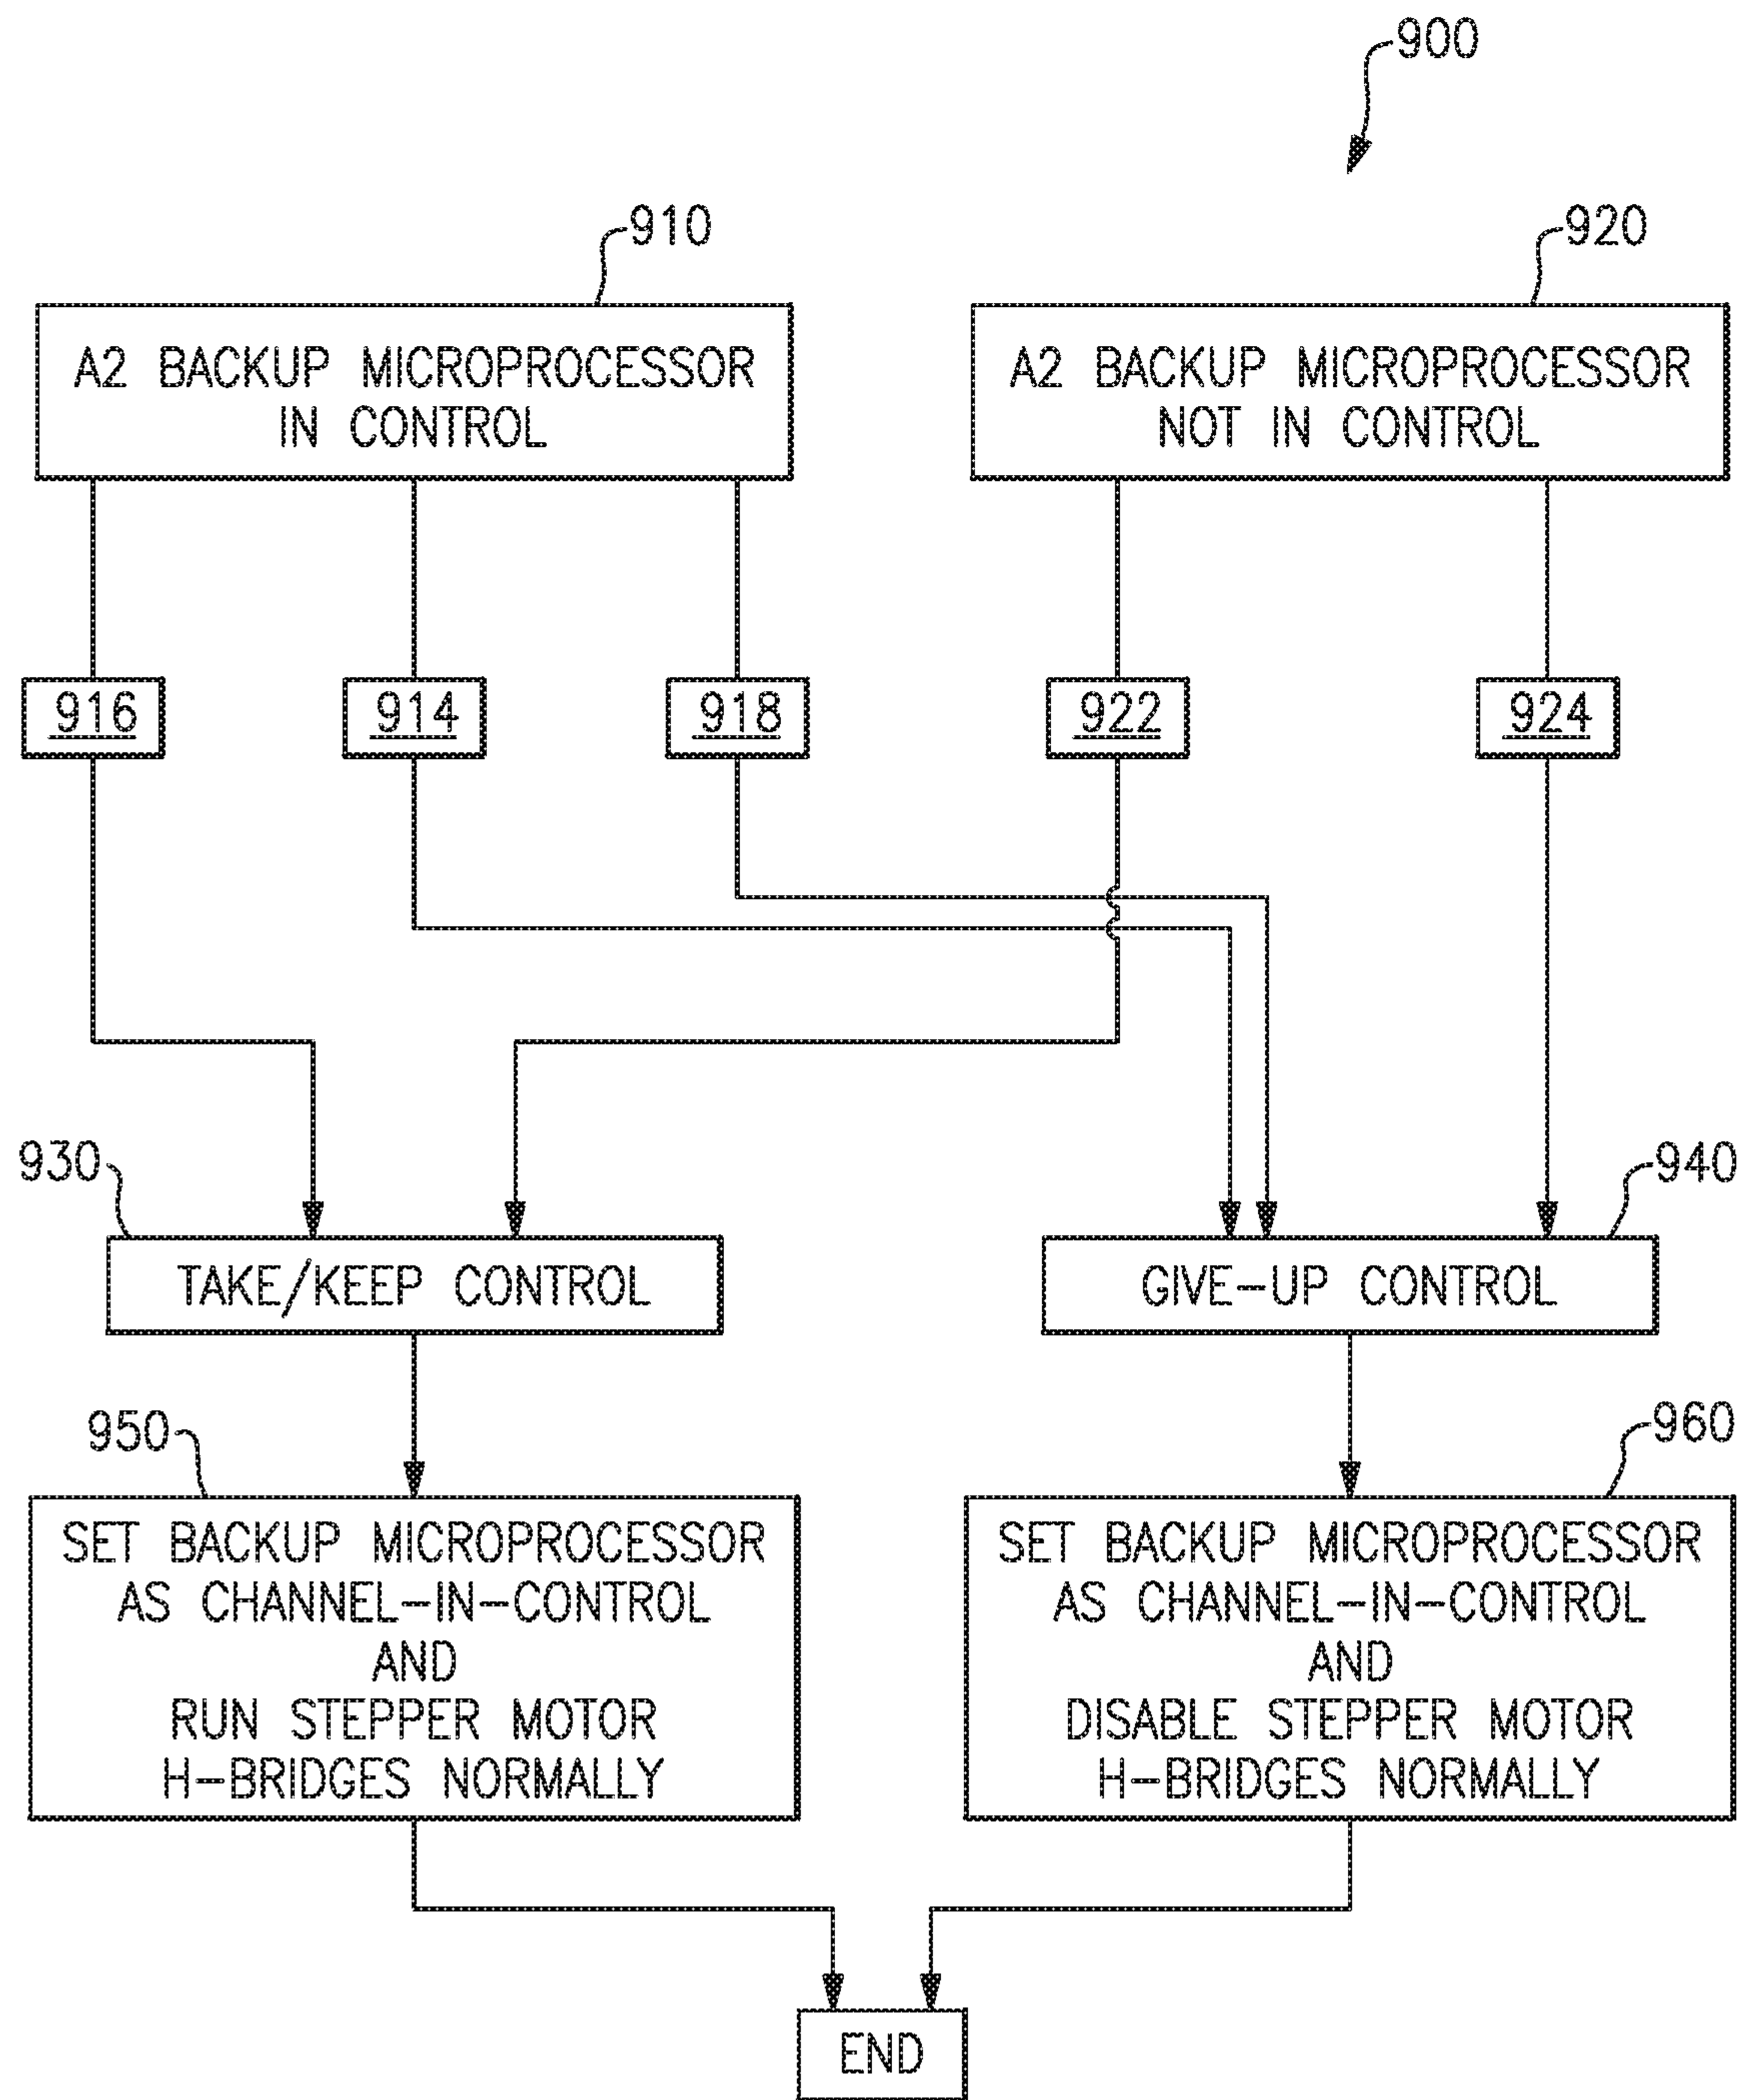 900
910
920
A2 BACKUP MICROPROCESSOR
IN CONTROL
A2 BACKUP MICROPROCESSOR
NOT IN CONTROL
916
914
918
922
924
930
940
TAKE/KEEP CONTROL
GIVE-UP CONTROL
950
960
SET BACKUP MICROPROCESSOR
AS CHANNEL-IN-CONTROL
AND
RUN STEPPER MOTOR
H-BRIDGES NORMALLY
SET BACKUP MICROPROCESSOR
AS CHANNEL-IN-CONTROL
AND
DISABLE STEPPER MOTOR
H-BRIDGES NORMALLY
END